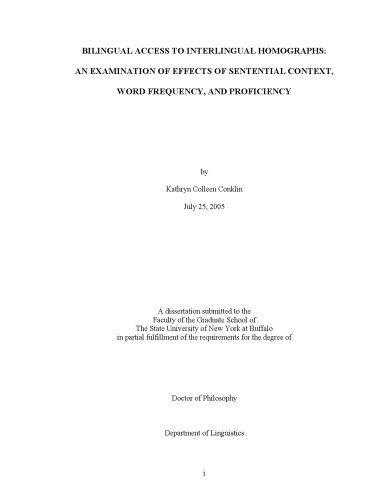 BILINGUAL ACCESS TO INTERLINGUAL HOMOGRAPHS:
AN EXAMINATION OF EFFECTS OF SENTENTIAL CONTEXT,
WORD FREQUENCY, AND PROFICIENCY
by
Kathryn Colleen Conklin
July 25, 2005
A dissertation submitted to the
Faculty of the Graduate School of
The State University of New York at Buffalo
in partial fulfillment of the requirements for the degree of
Doctor of Philosophy
Department of Linguistics
i